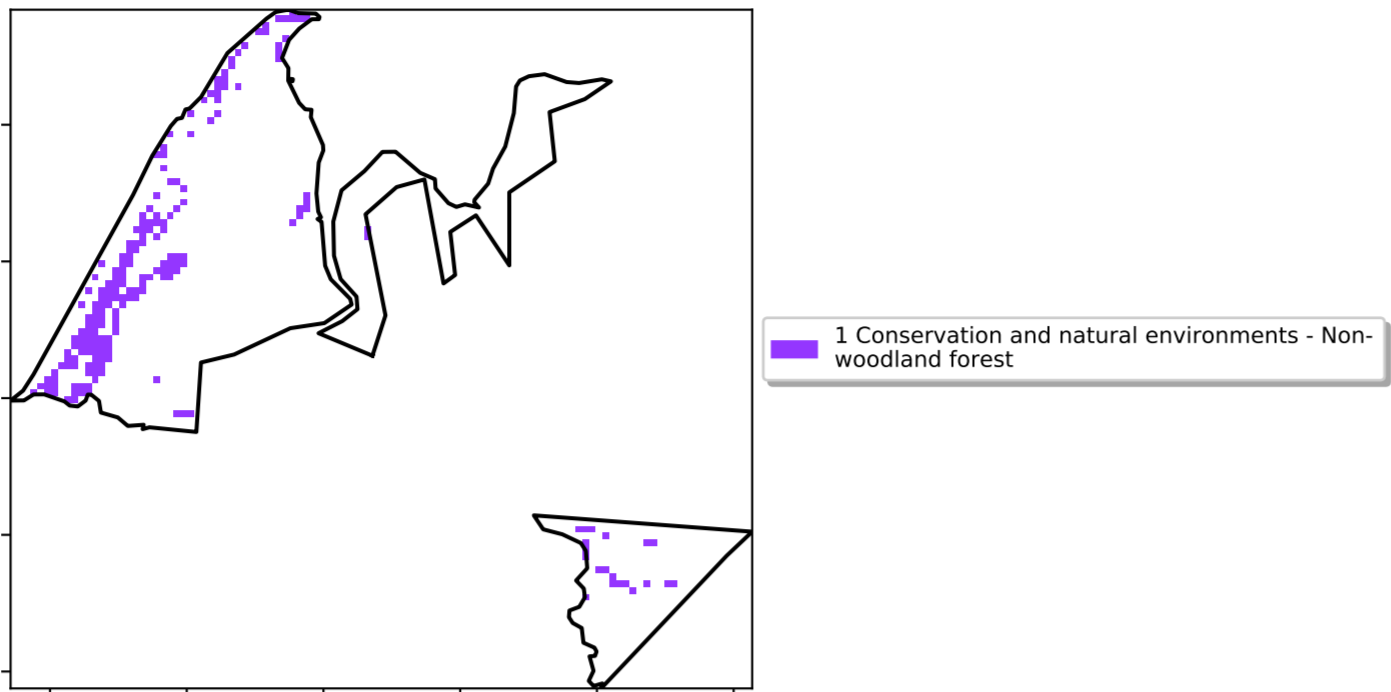 1 Conservation and natural environments - Non-
woodland forest